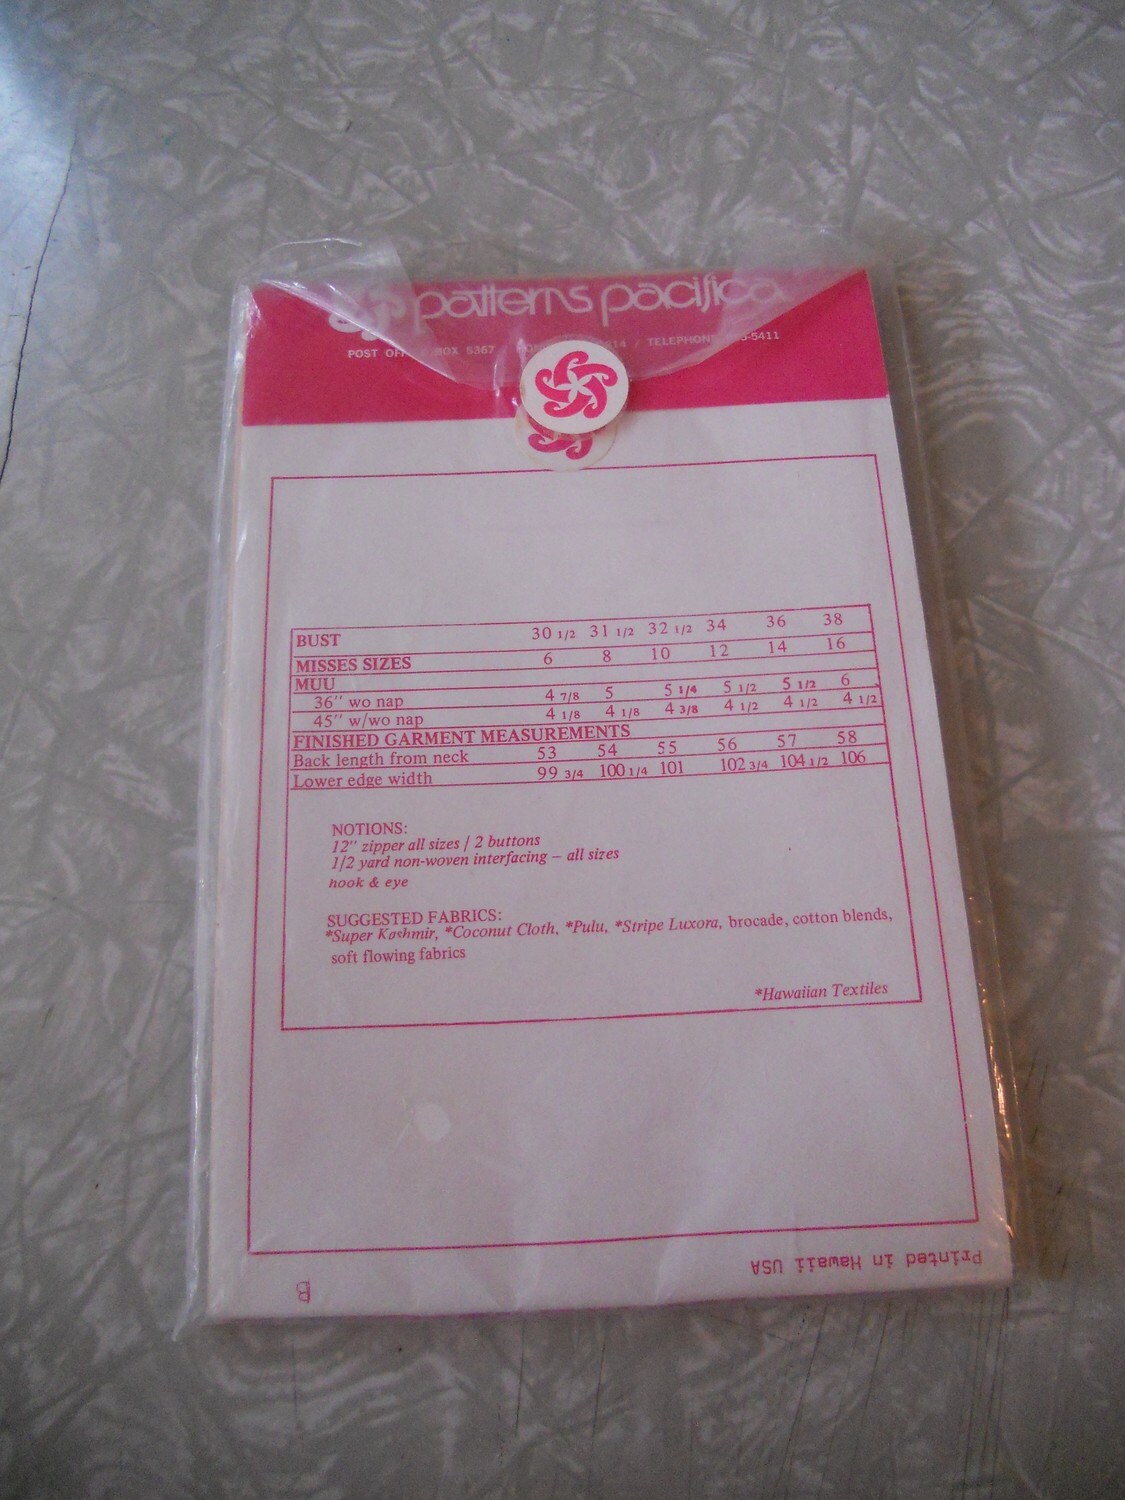 patterns pacifica
POST OFF BOX 5367 / 814 / TELEPHON 5-5411
BUST 30 1/2 31 1/2 32 1/2 34 36 38
MISSES SIZES 6 8 10 12 14 16
MUU
36" wo nap 4 7/8 5 5 1/4 5 1/2 5 1/2 6
45" w/wo nap 4 1/8 4 1/8 4 3/8 4 1/2 4 1/2 4 1/2
FINISHED GARMENT MEASUREMENTS
Back length from neck 53 54 55 56 57 58
Lower edge width 99 3/4 100 1/4 101 102 3/4 104 1/2 106
NOTIONS:
12" zipper all sizes / 2 buttons
1/2 yard non-woven interfacing – all sizes
hook & eye
SUGGESTED FABRICS:
*Super Kashmir, *Coconut Cloth, *Pulu, *Stripe Luxora, brocade, cotton blends,
soft flowing fabrics
*Hawaiian Textiles
Printed in Hawaii USA
B